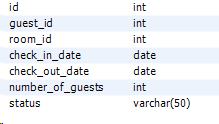 id int
guest_id int
room_id int
check_in_date date
check_out_date date
number_of_guests int
status varchar(50)